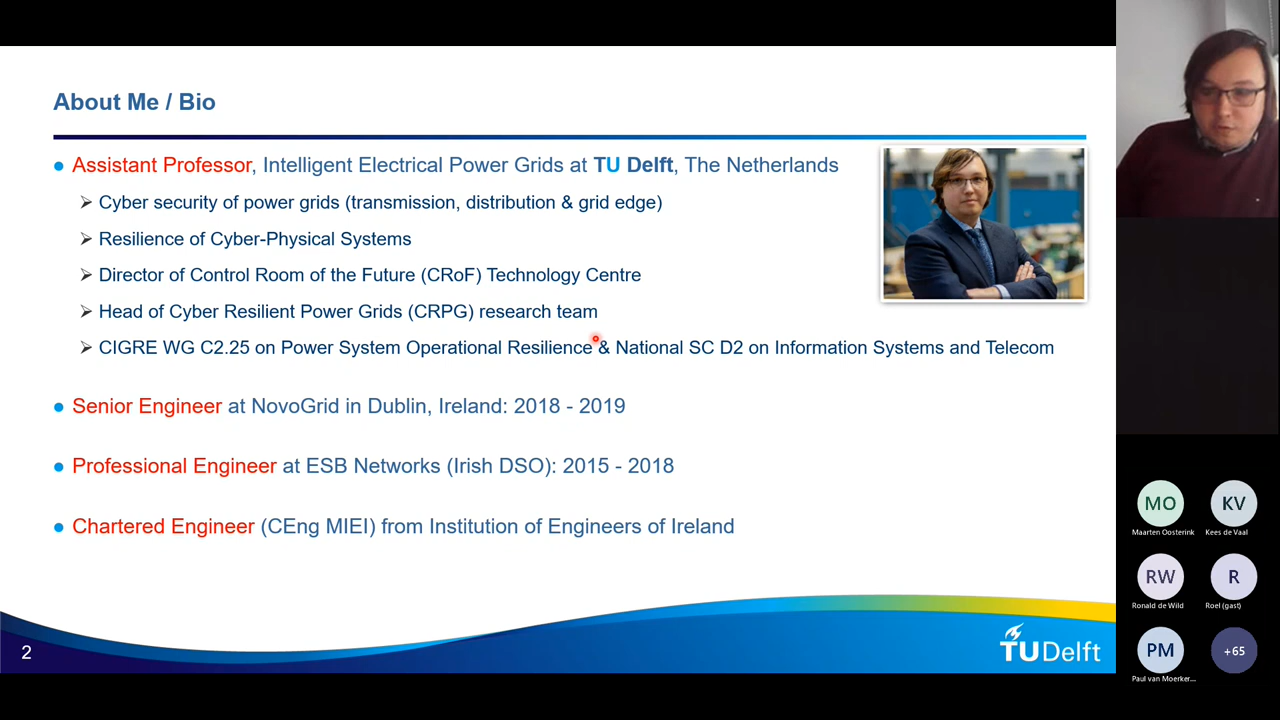 About Me / Bio
Assistant Professor, Intelligent Electrical Power Grids at TU Delft, The Netherlands
Cyber security of power grids (transmission, distribution & grid edge)
Resilience of Cyber-Physical Systems
Director of Control Room of the Future (CRoF) Technology Centre
Head of Cyber Resilient Power Grids (CRPG) research team
CIGRE WG C2.25 on Power System Operational Resilience & National SC D2 on Information Systems and Telecom
Senior Engineer at NovoGrid in Dublin, Ireland: 2018 - 2019
Professional Engineer at ESB Networks (Irish DSO): 2015 - 2018
Chartered Engineer (CEng MIEI) from Institution of Engineers of Ireland
2
TUDelft
MO
KV
Maarten Oosterink
Kees de Vaal
RW
R
Ronald de Wild
Roel (gast)
PM
+65
Paul van Moerker...